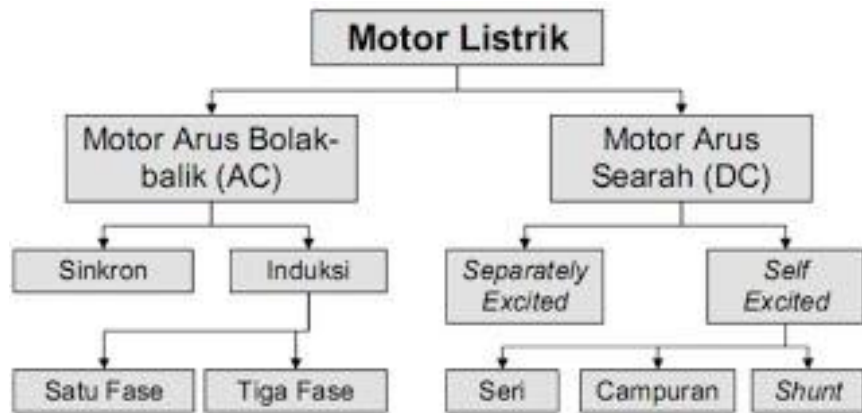 Motor Listrik
Motor Arus Bolak-
balik (AC)
Motor Arus
Searah (DC)
Sinkron
Induksi
Separately
Excited
Self
Excited
Satu Fase
Tiga Fase
Seri
Campuran
Shunt